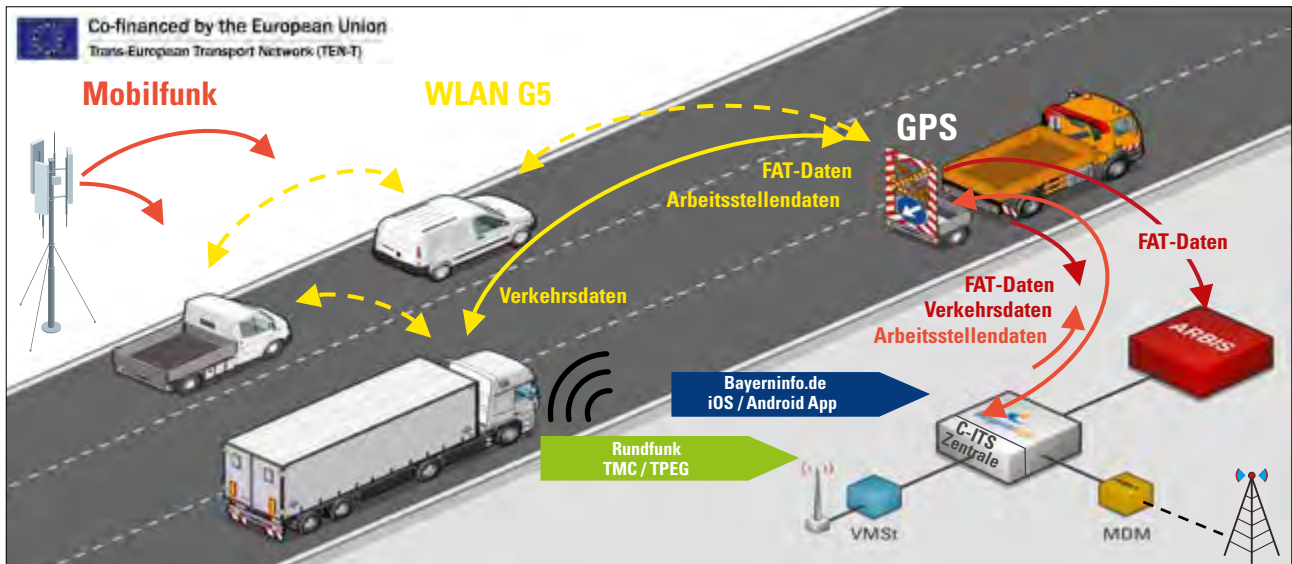 Co-financed by the European Union
Trans-European Transport Network (TEN-T)
Mobilfunk
WLAN G5
GPS
FAT-Daten
Arbeitsstellendaten
Verkehrsdaten
FAT-Daten
FAT-Daten
Verkehrsdaten
Arbeitsstellendaten
ARBIS
Bayerninfo.de
iOS / Android App
C-ITS
Zentrale
Rundfunk
TMC / TPEG
VMSt
MDM